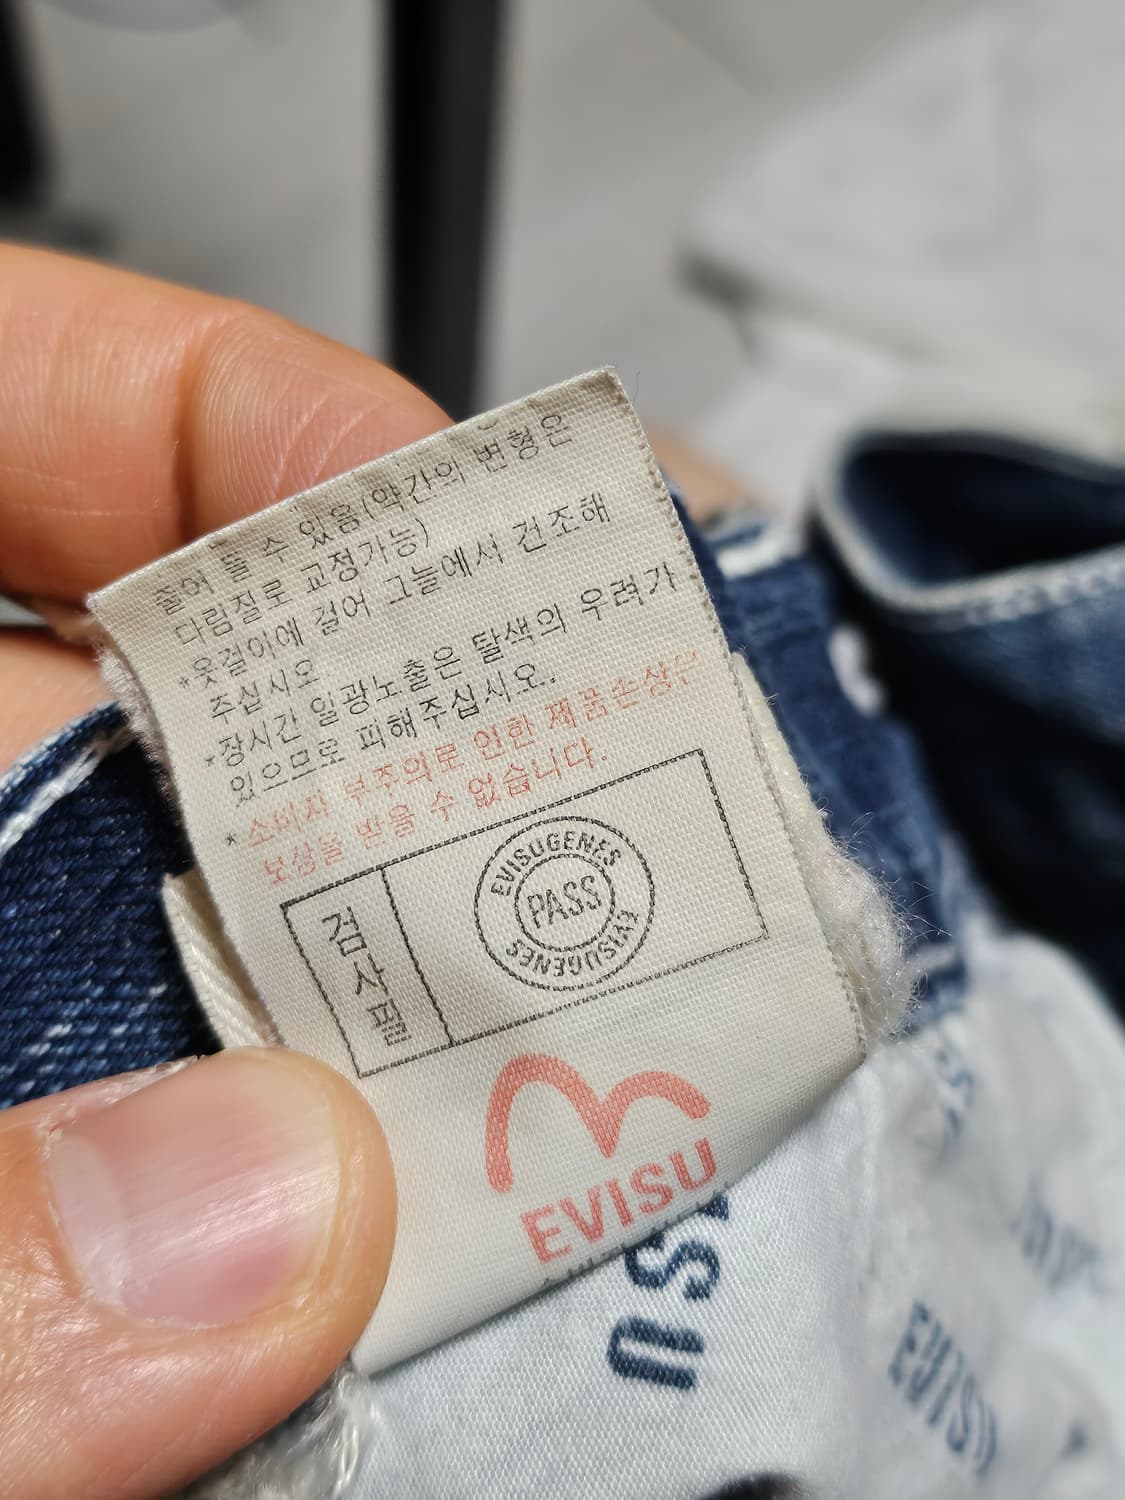 줄어 들 수 있음(약간의 변형은
다림질로 교정가능)
*옷걸이에 걸어 그늘에서 건조해
주십시오.
*장시간 일광노출은 탈색의 우려가
있으므로 피해주십시오.
* 소비자 부주의로 인한 제품손상은
보상을 받을 수 없습니다.
검사필
EVISUGENES
PASS
EVISUGENES
EVISU
EVISU